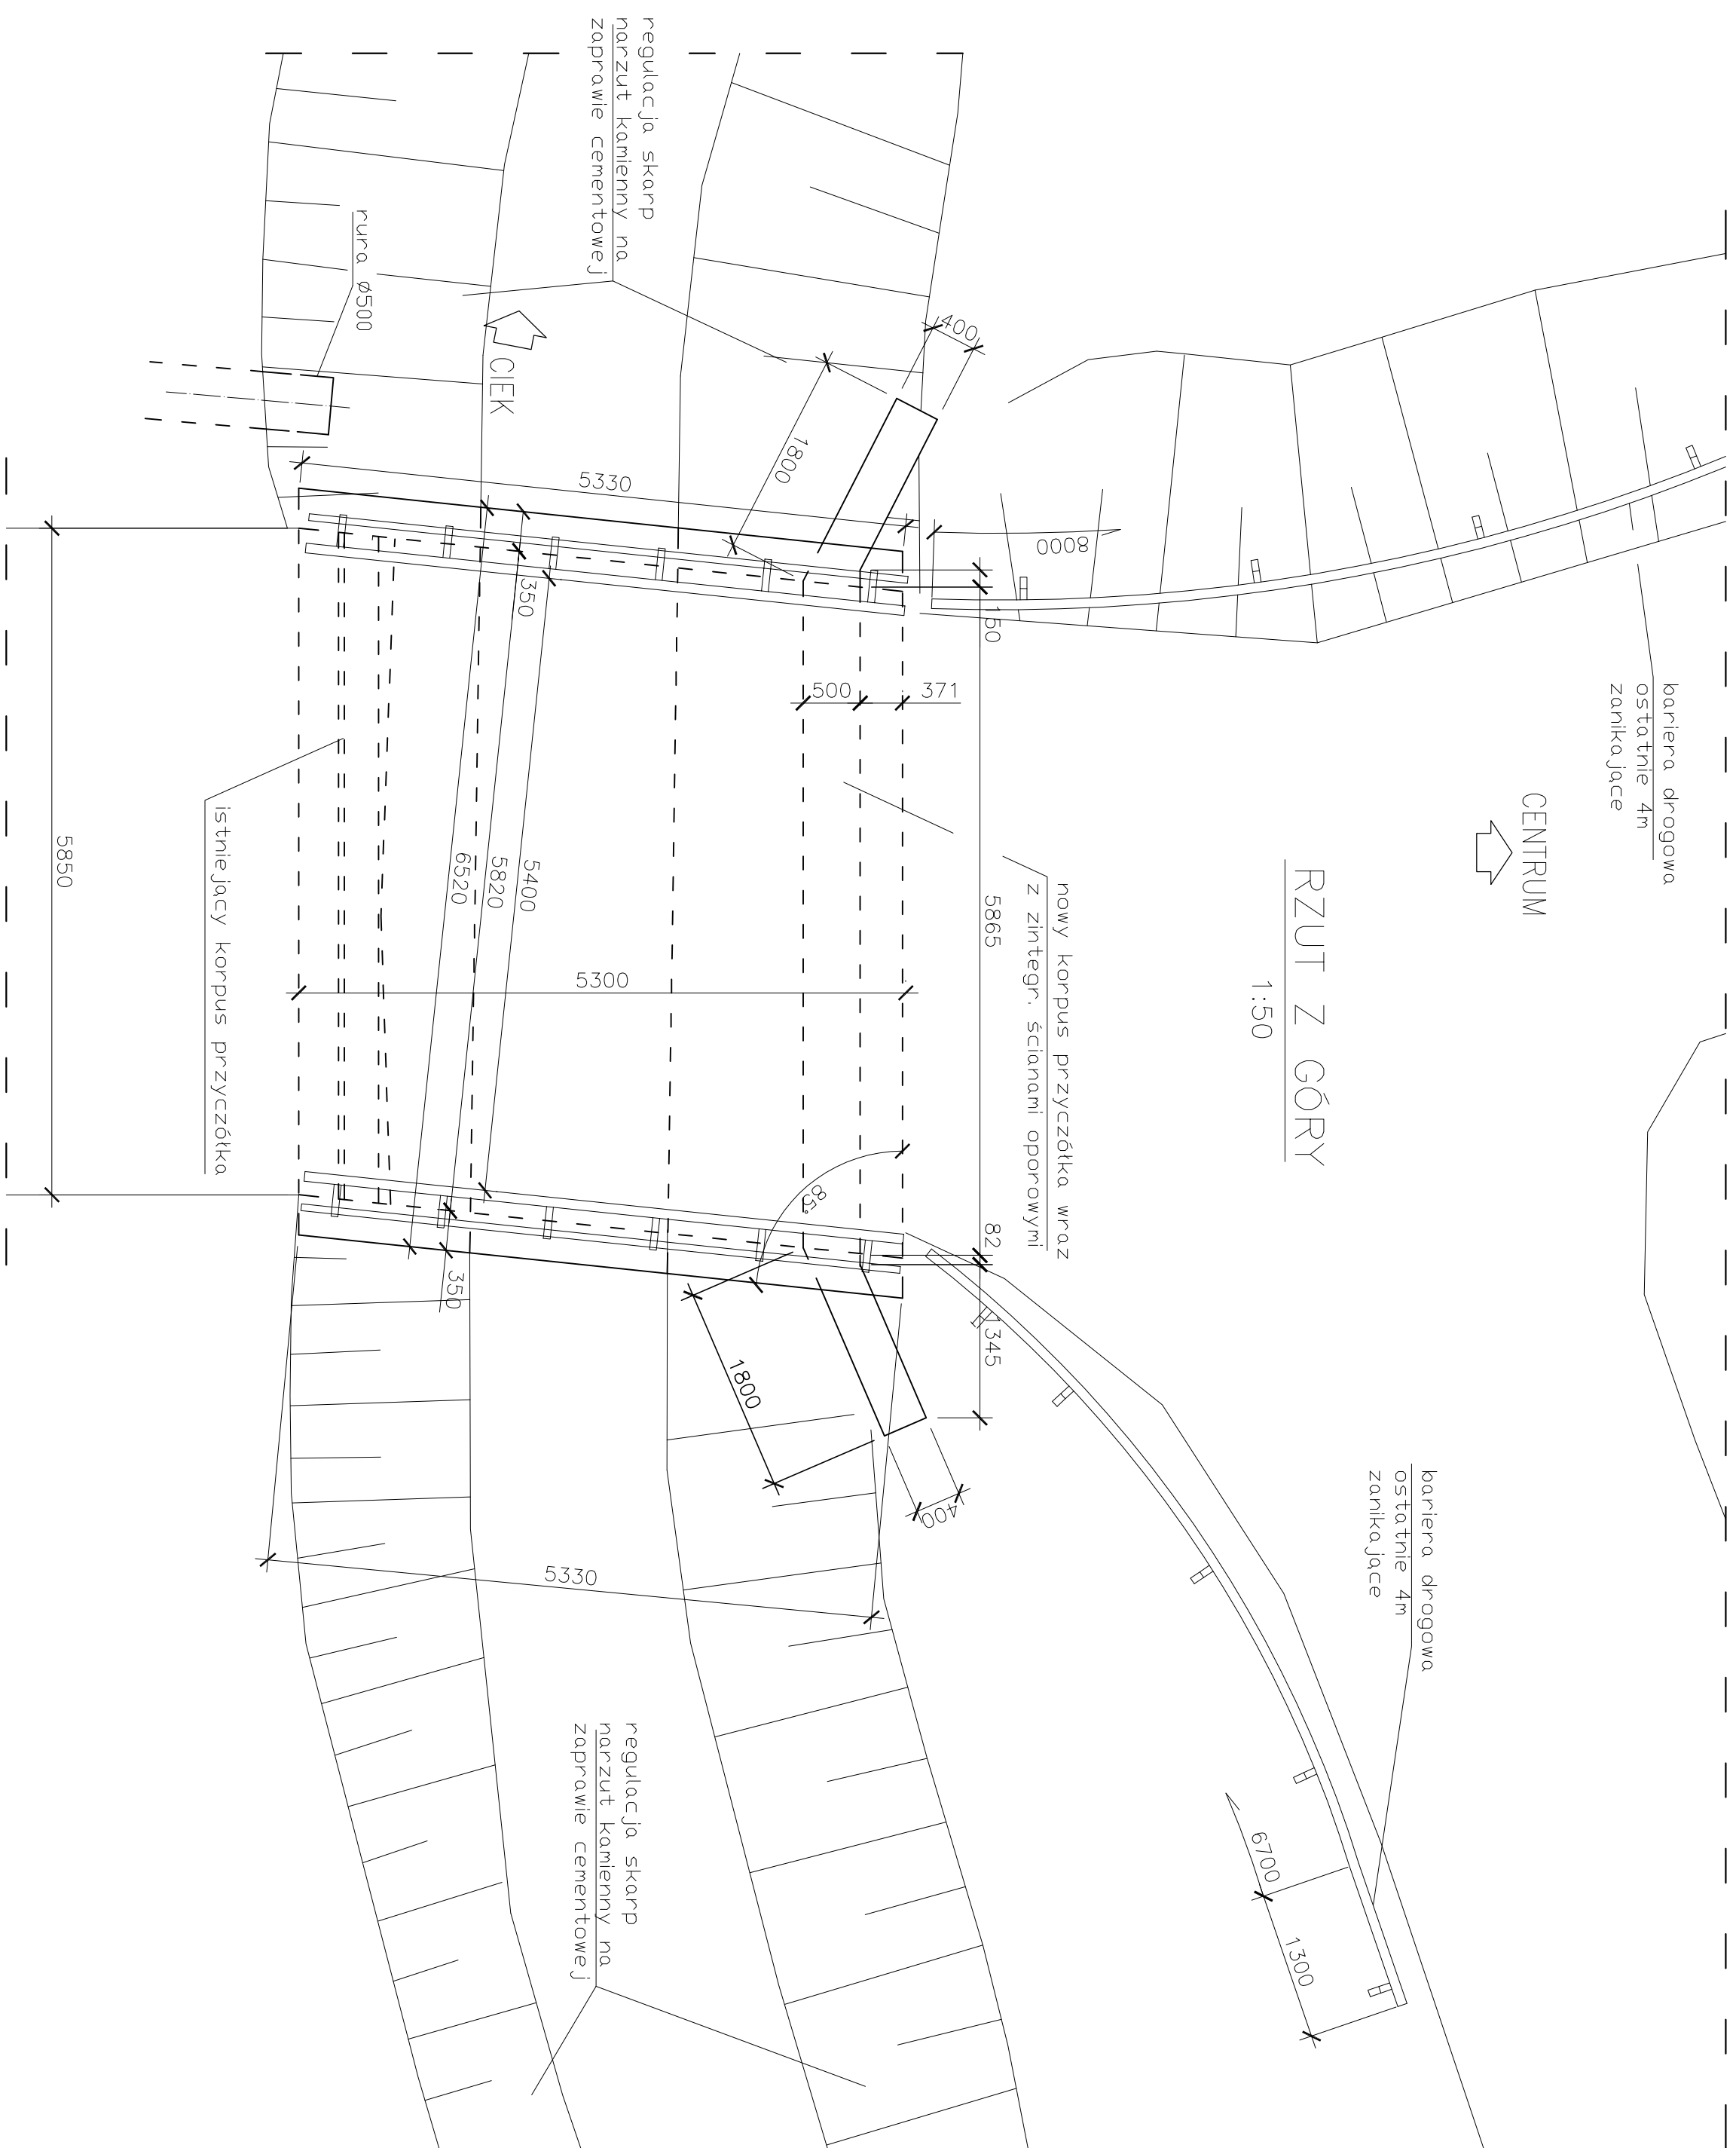 RZUT Z GÓRY
1:50
CENTRUM
bariera drogowa
ostatnie 4m
zanikające
nowy korpus przyczółka wraz
z zintegr. ścianami oporowymi
bariera drogowa
ostatnie 4m
zanikające
regulacja skarp
narzut kamienny na
zaprawie cementowej
CIEK
rura ø500
istniejący korpus przyczółka
regulacja skarp
narzut kamienny na
zaprawie cementowej
400
1800
5330
8000
150
350
500
371
5865
5400
5820
6520
5300
5850
82
85°
345
350
1800
400
5330
6700
1300